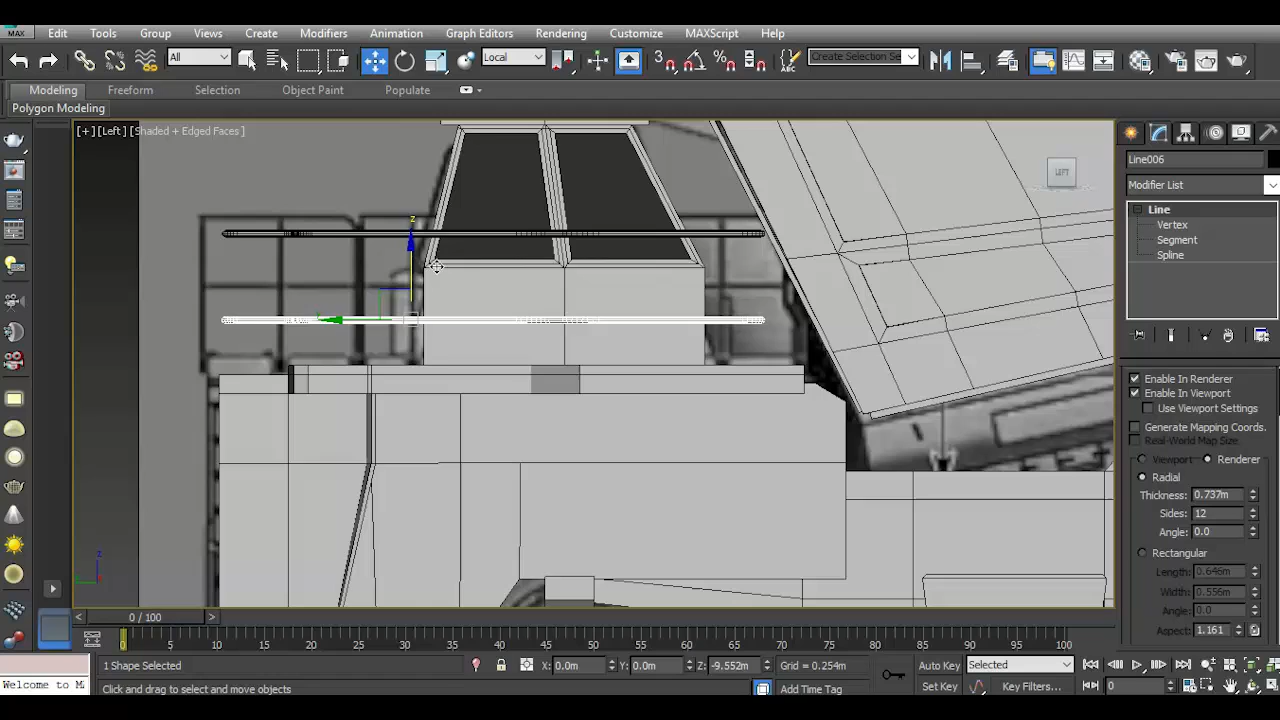 MAX Edit Tools Group Views Create Modifiers Animation Graph Editors Rendering Customize MAXScript Help
All Local Create Selection Se
Modeling Freeform Selection Object Paint Populate
Polygon Modeling
[+][Left][Shaded + Edged Faces]
LEFT
z
z
Line006
Modifier List
Line
Vertex
Segment
Spline
Enable In Renderer
Enable In Viewport
Use Viewport Settings
Generate Mapping Coords.
Real-World Map Size
Viewport Renderer
Radial
Thickness: 0.737m
Sides: 12
Angle: 0.0
Rectangular
Length: 0.646m
Width: 0.556m
Angle: 0.0
Aspect: 1.161
< 0 / 100 >
0 5 10 15 20 25 30 35 40 45 50 55 60 65 70 75 80 85 90 95 100
1 Shape Selected X: 0.0m Y: 0.0m Z: -9.552m Grid = 0.254m Auto Key Selected
Welcome to M Click and drag to select and move objects Add Time Tag Set Key Key Filters... 0